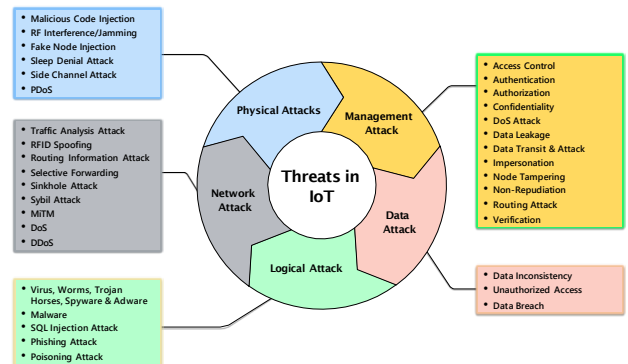 • Malicious Code Injection
• RF Interference/Jamming
• Fake Node Injection
• Sleep Denial Attack
• Side Channel Attack
• PDoS
• Traffic Analysis Attack
• RFID Spoofing
• Routing Information Attack
• Selective Forwarding
• Sinkhole Attack
• Sybil Attack
• MiTM
• DoS
• DDoS
• Virus, Worms, Trojan
Horses, Spyware & Adware
• Malware
• SQL Injection Attack
• Phishing Attack
• Poisoning Attack
Physical Attacks
Management
Attack
Threats in
IoT
Network
Attack
Data
Attack
Logical Attack
• Access Control
• Authentication
• Authorization
• Confidentiality
• DoS Attack
• Data Leakage
• Data Transit & Attack
• Impersonation
• Node Tampering
• Non-Repudiation
• Routing Attack
• Verification
• Data Inconsistency
• Unauthorized Access
• Data Breach